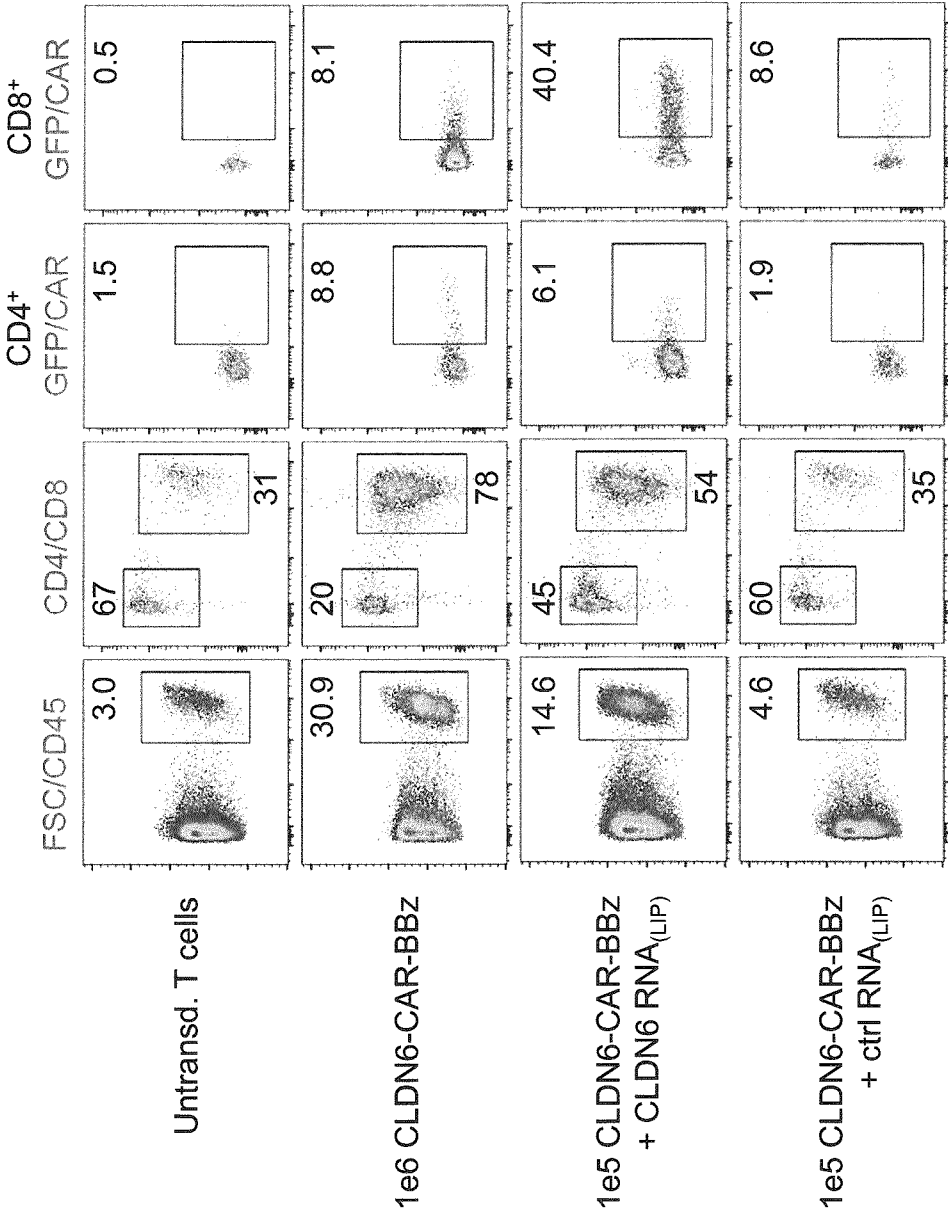 CD4⁺
CD8⁺
FSC/CD45
CD4/CD8
GFP/CAR
GFP/CAR
Untransd. T cells
3.0
67
31
1.5
0.5
1e6 CLDN6-CAR-BBz
30.9
20
78
8.8
8.1
1e5 CLDN6-CAR-BBz
+ CLDN6 RNA(LIP)
14.6
45
54
6.1
40.4
1e5 CLDN6-CAR-BBz
+ ctrl RNA(LIP)
4.6
60
35
1.9
8.6